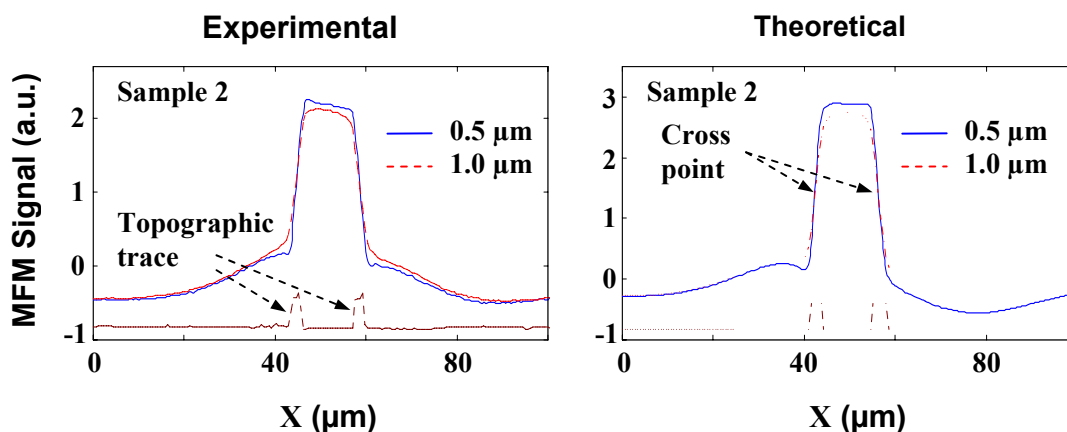 Experimental
MFM Signal (a.u.)
Sample 2
0.5 µm
1.0 µm
Topographic
trace
2
1
0
-1
0
40
80
X (µm)
Theoretical
Sample 2
0.5 µm
1.0 µm
Cross
point
3
2
1
0
-1
0
40
80
X (µm)